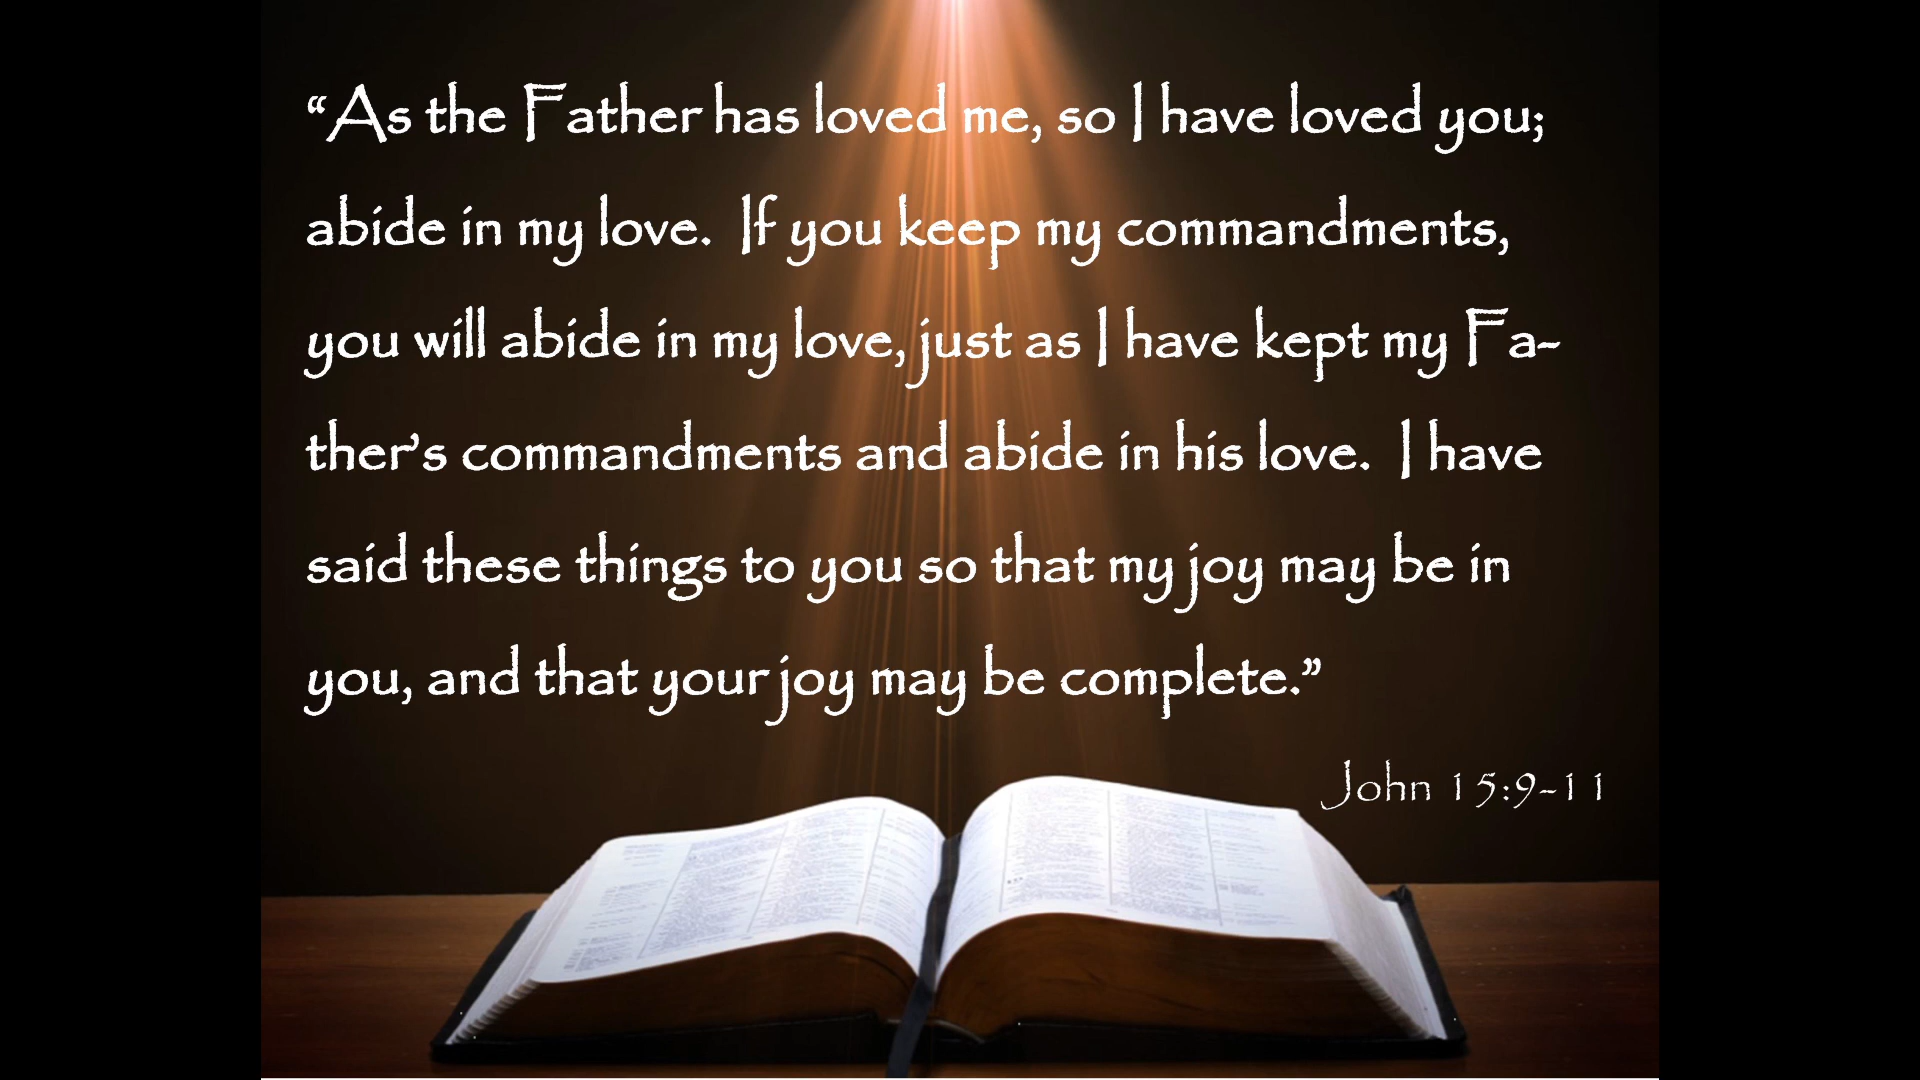 “As the Father has loved me, so I have loved you;
abide in my love.  If you keep my commandments,
you will abide in my love, just as I have kept my Fa-
ther’s commandments and abide in his love.  I have
said these things to you so that my joy may be in
you, and that your joy may be complete.”
John 15:9-11